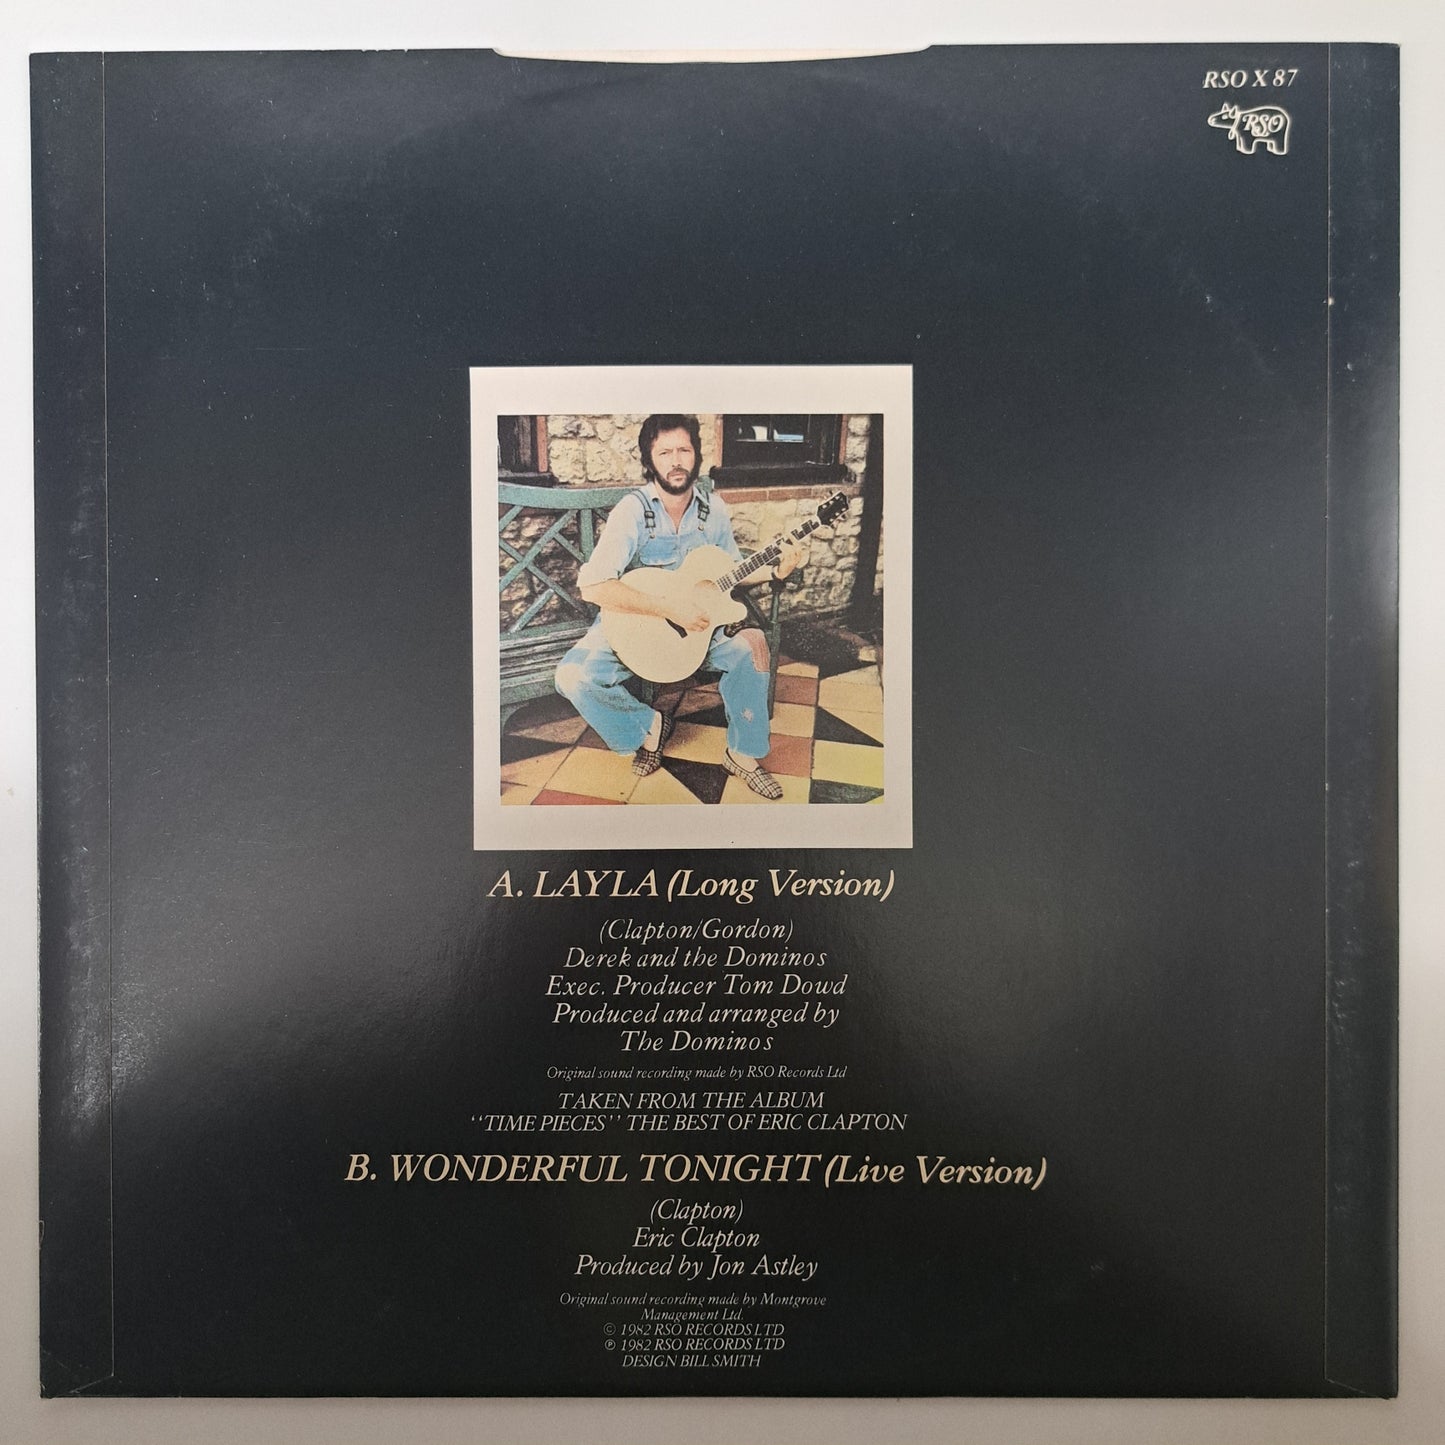 RSO X 87
RSO
A. LAYLA (Long Version)
(Clapton/Gordon)
Derek and the Dominos
Exec. Producer Tom Dowd
Produced and arranged by
The Dominos
Original sound recording made by RSO Records Ltd
TAKEN FROM THE ALBUM
‘‘TIME PIECES’’ THE BEST OF ERIC CLAPTON
B. WONDERFUL TONIGHT (Live Version)
(Clapton)
Eric Clapton
Produced by Jon Astley
Original sound recording made by Montgrove
Management Ltd.
© 1982 RSO RECORDS LTD
℗ 1982 RSO RECORDS LTD
DESIGN BILL SMITH